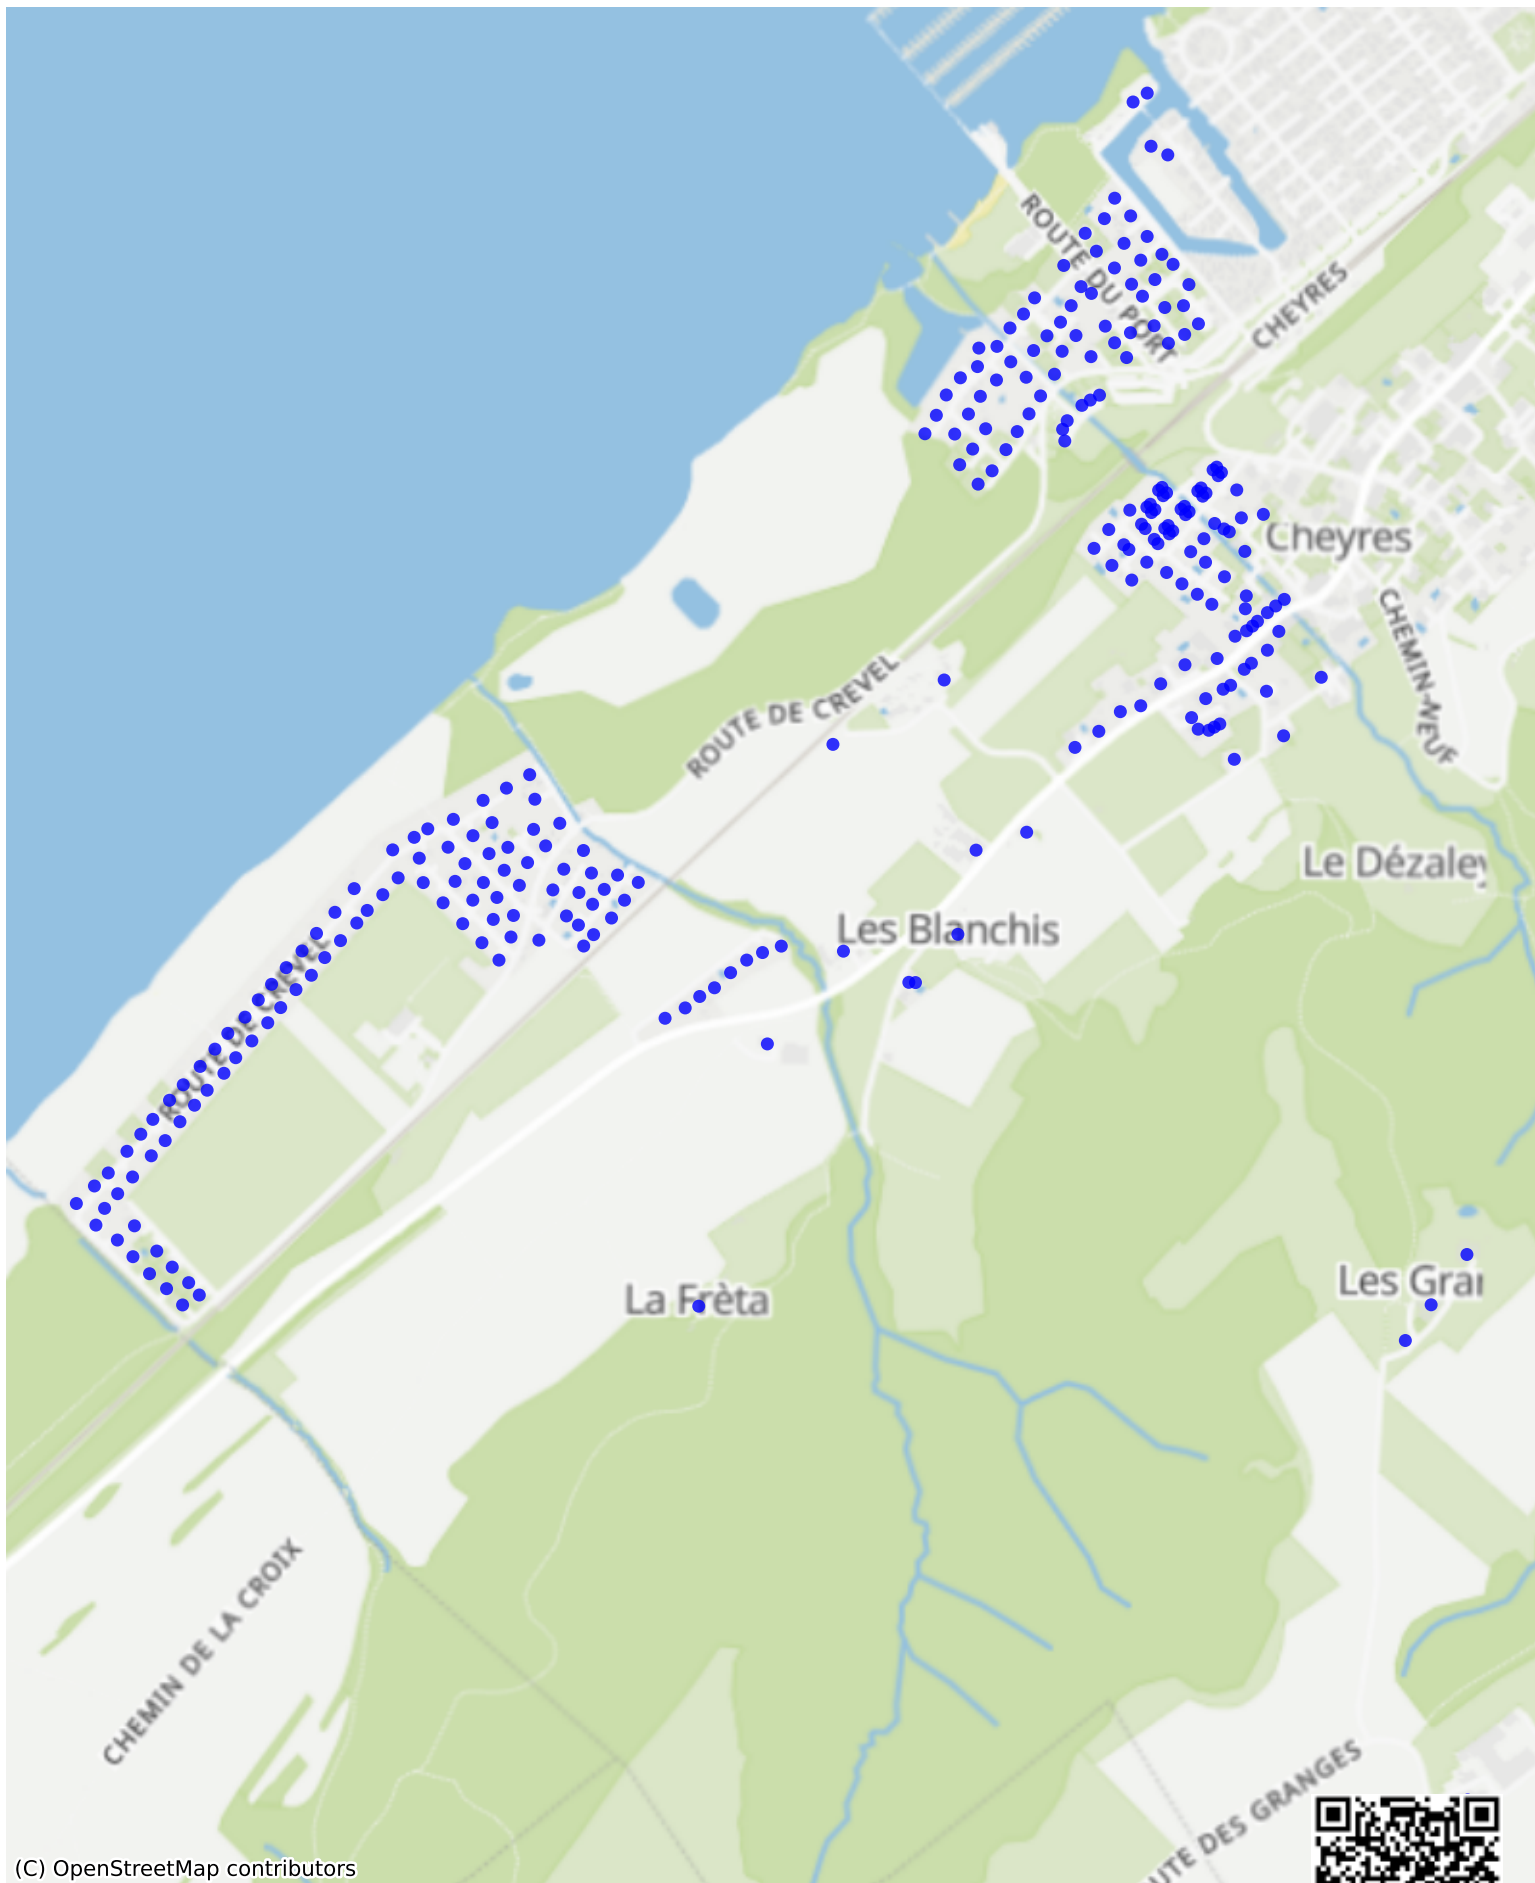 ROUTE DU PORT
CHEYRES
Cheyres
CHEMIN-NEUF
ROUTE DE CREVEL
Le Dézaley
Les Blanchis
ROUTE DE CREVEL
Les Gra
La Frèta
CHEMIN DE LA CROIX
UTE DES GRANGES
(C) OpenStreetMap contributors